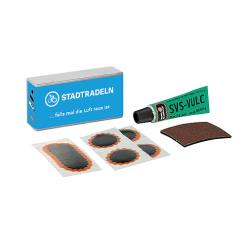 STADTRADELN
... falls mal die Luft raus ist
SVS-VULC